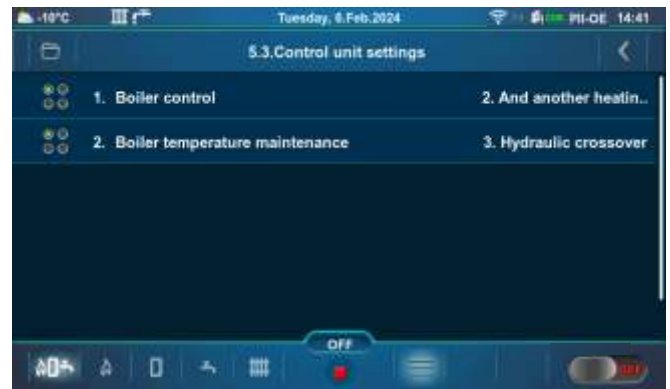 -10°C Tuesday, 6.Feb.2024 PII-OE 14:41
5.3.Control unit settings
1. Boiler control 2. And another heatin..
2. Boiler temperature maintenance 3. Hydraulic crossover
OFF
OFF